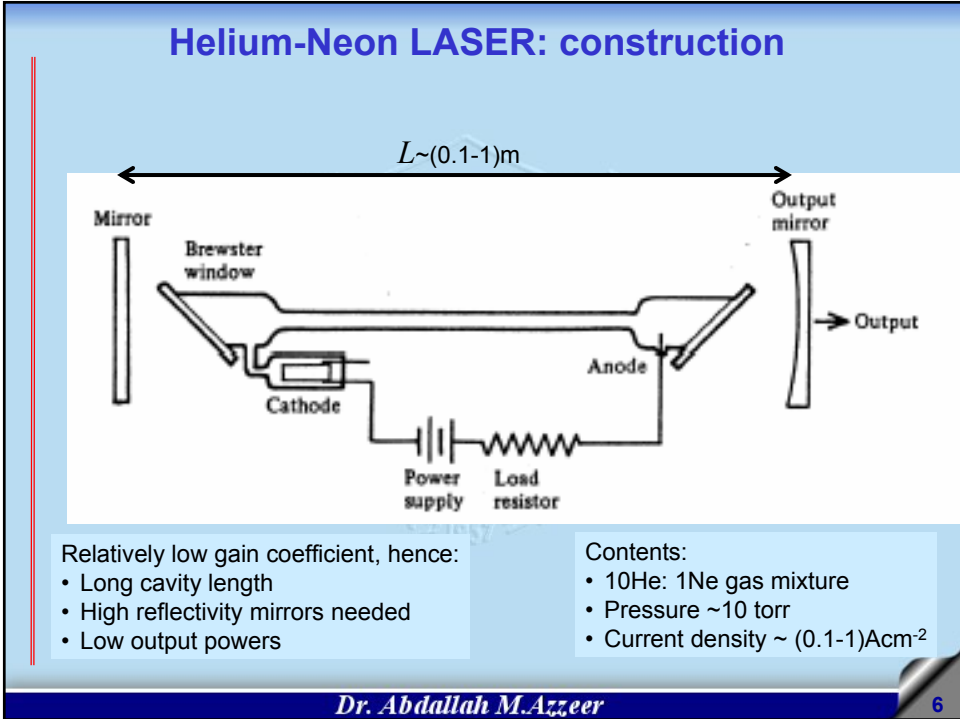 Helium-Neon LASER: construction
L~(0.1-1)m
Mirror
Brewster
window
Output
mirror
Output
Anode
Cathode
Power
supply
Load
resistor
Relatively low gain coefficient, hence:
• Long cavity length
• High reflectivity mirrors needed
• Low output powers
Contents:
• 10He: 1Ne gas mixture
• Pressure ~10 torr
• Current density ~ (0.1-1)Acm-2
Dr. Abdallah M.Azzeer
6